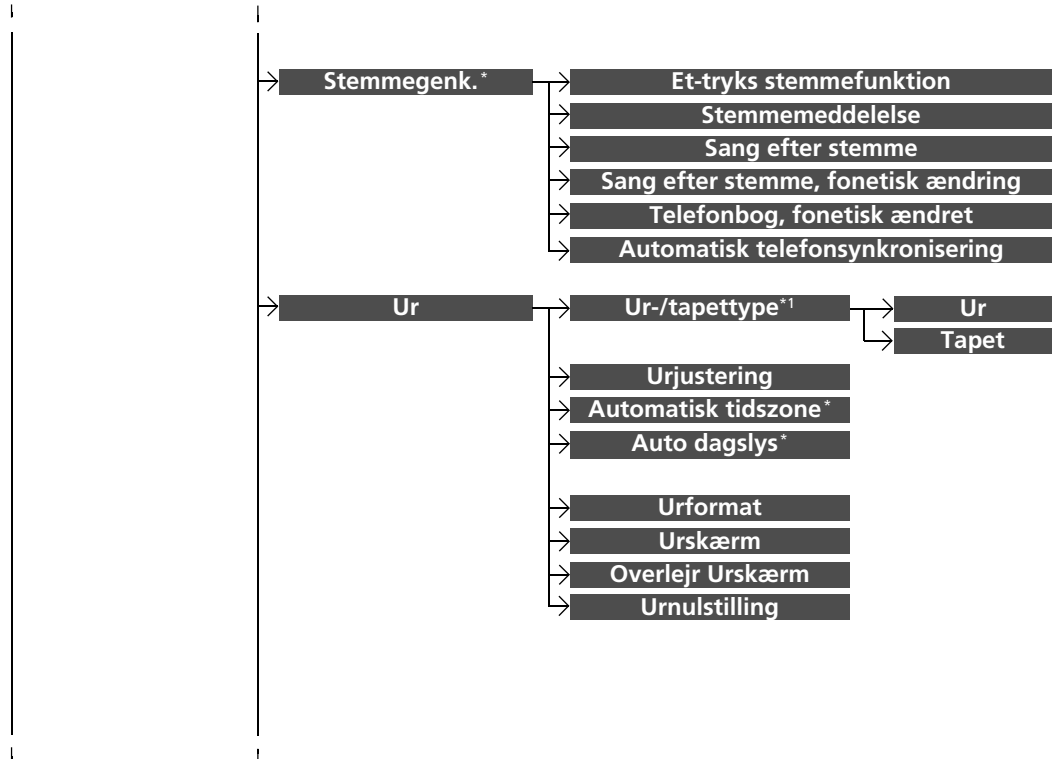 Stemmegenk.*
Et-tryks stemmefunktion
Stemmemeddelelse
Sang efter stemme
Sang efter stemme, fonetisk ændring
Telefonbog, fonetisk ændret
Automatisk telefonsynkronisering
Ur
Ur-/tapettype*1
Ur
Tapet
Urjustering
Automatisk tidszone*
Auto dagslys*
Urformat
Urskærm
Overlejr Urskærm
Urnulstilling